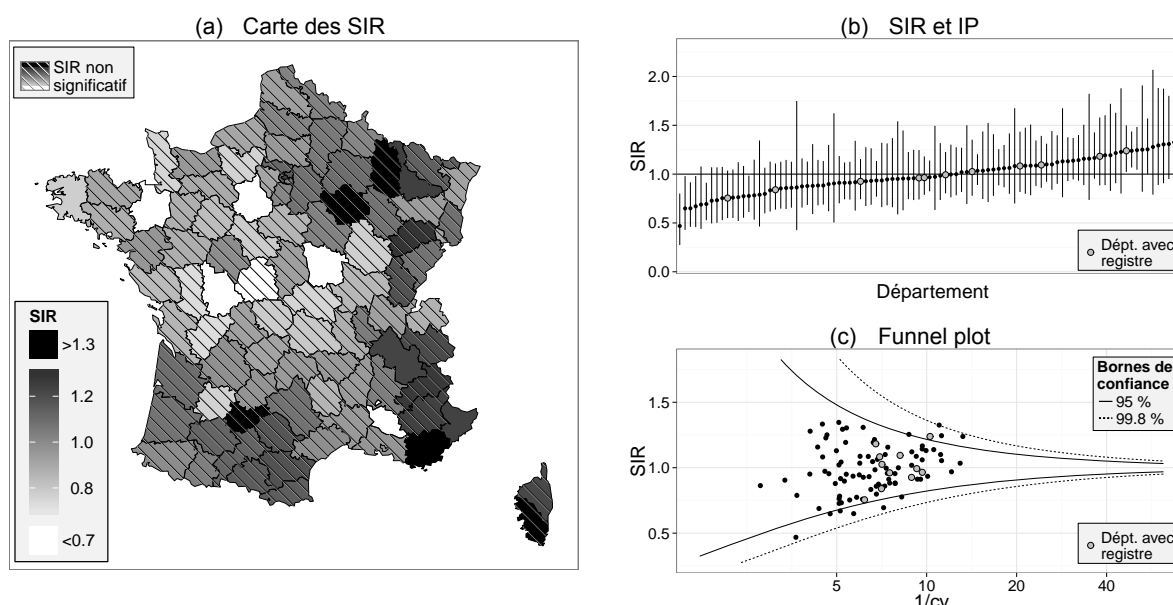 (a) Carte des SIR
SIR non
significatif
SIR
>1.3
1.2
1.0
0.8
<0.7
(b) SIR et IP
SIR
2.0
1.5
1.0
0.5
0.0
Dépt. avec
registre
Département
(c) Funnel plot
SIR
1.5
1.0
0.5
Bornes de
confiance
95 %
99.8 %
Dépt. avec
registre
5 10 20 40
1/cv